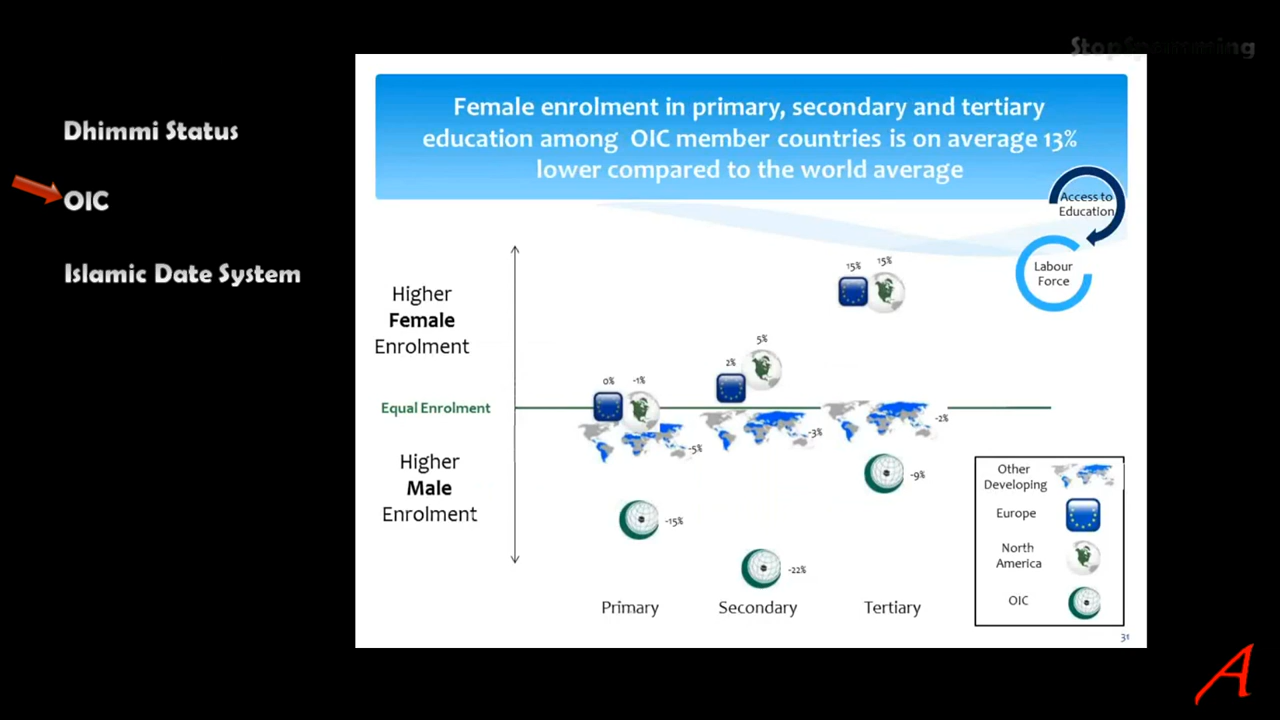 StopSpamming
Dhimmi Status
OIC
Islamic Date System
Female enrolment in primary, secondary and tertiary
education among OIC member countries is on average 13%
lower compared to the world average
Access to
Education
Labour
Force
Higher
Female
Enrolment
Equal Enrolment
Higher
Male
Enrolment
15% 15%
5%
2%
0% -1%
-2%
-3%
-5%
-9%
-15%
-22%
Primary Secondary Tertiary
Other
Developing
Europe
North
America
OIC
31
A